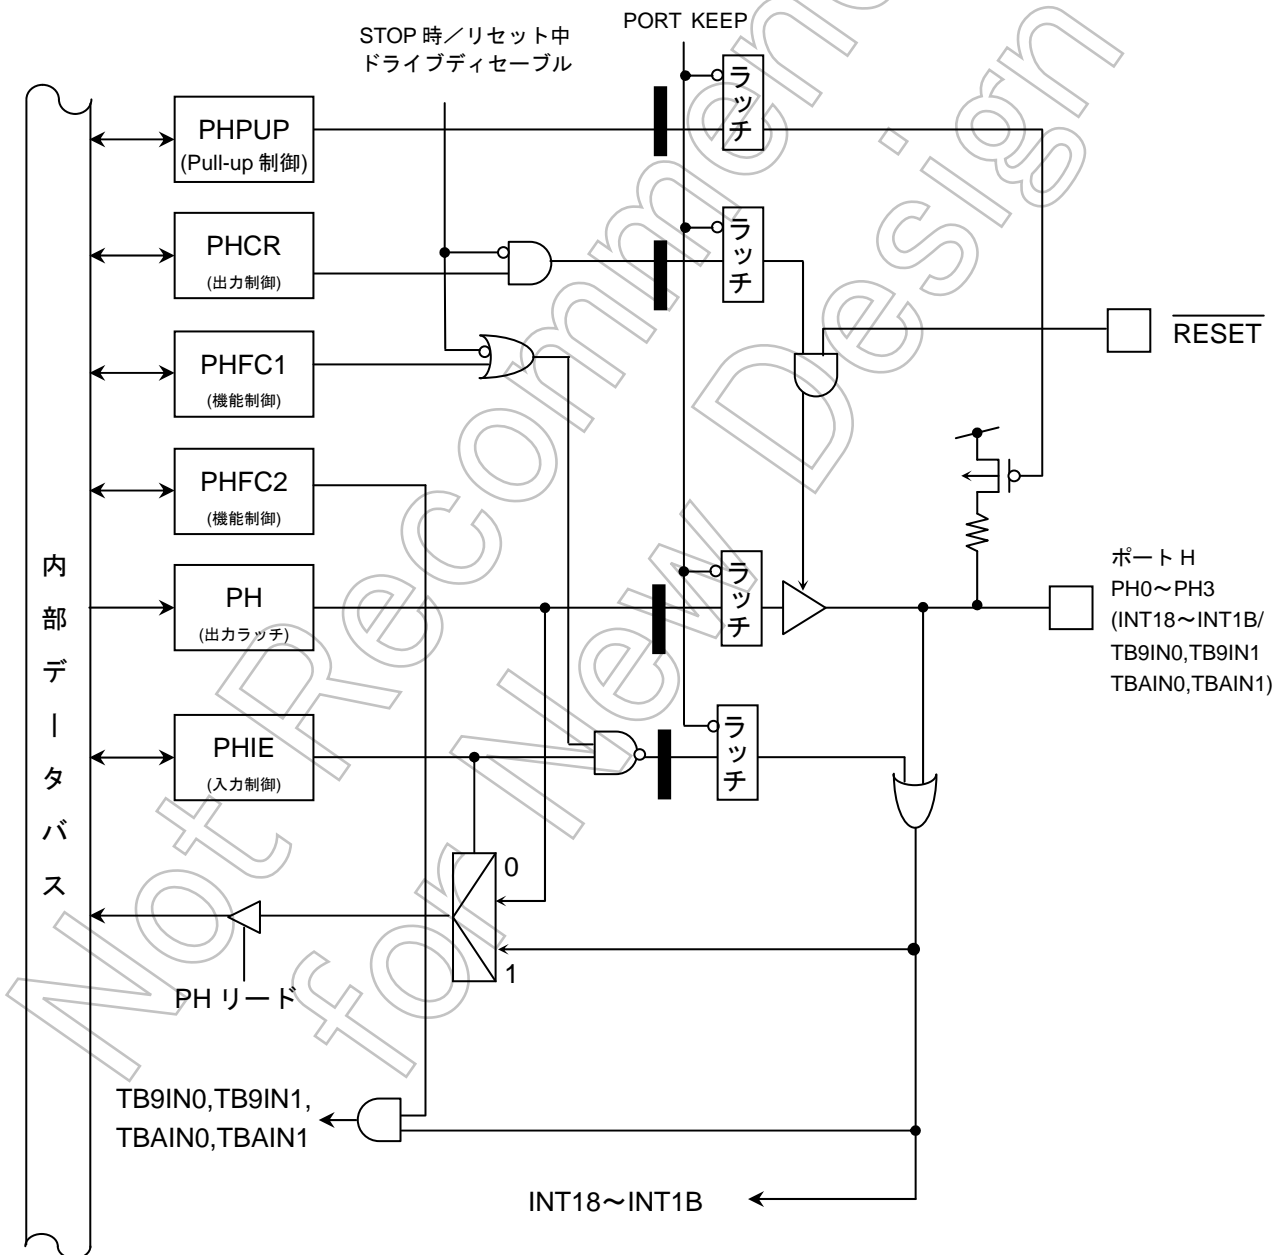 PORT KEEP
STOP 時／リセット中
ドライブディセーブル
ラッチ
PHPUP
(Pull-up 制御)
ラッチ
PHCR
(出力制御)
RESET
PHFC1
(機能制御)
PHFC2
(機能制御)
ラッチ
PH
(出力ラッチ)
ポート H
PH0～PH3
(INT18～INT1B/
TB9IN0,TB9IN1
TBAIN0,TBAIN1)
内部データバス
ラッチ
PHIE
(入力制御)
0
1
PH リード
TB9IN0,TB9IN1,
TBAIN0,TBAIN1
INT18～INT1B
Not Recommend
for New Design